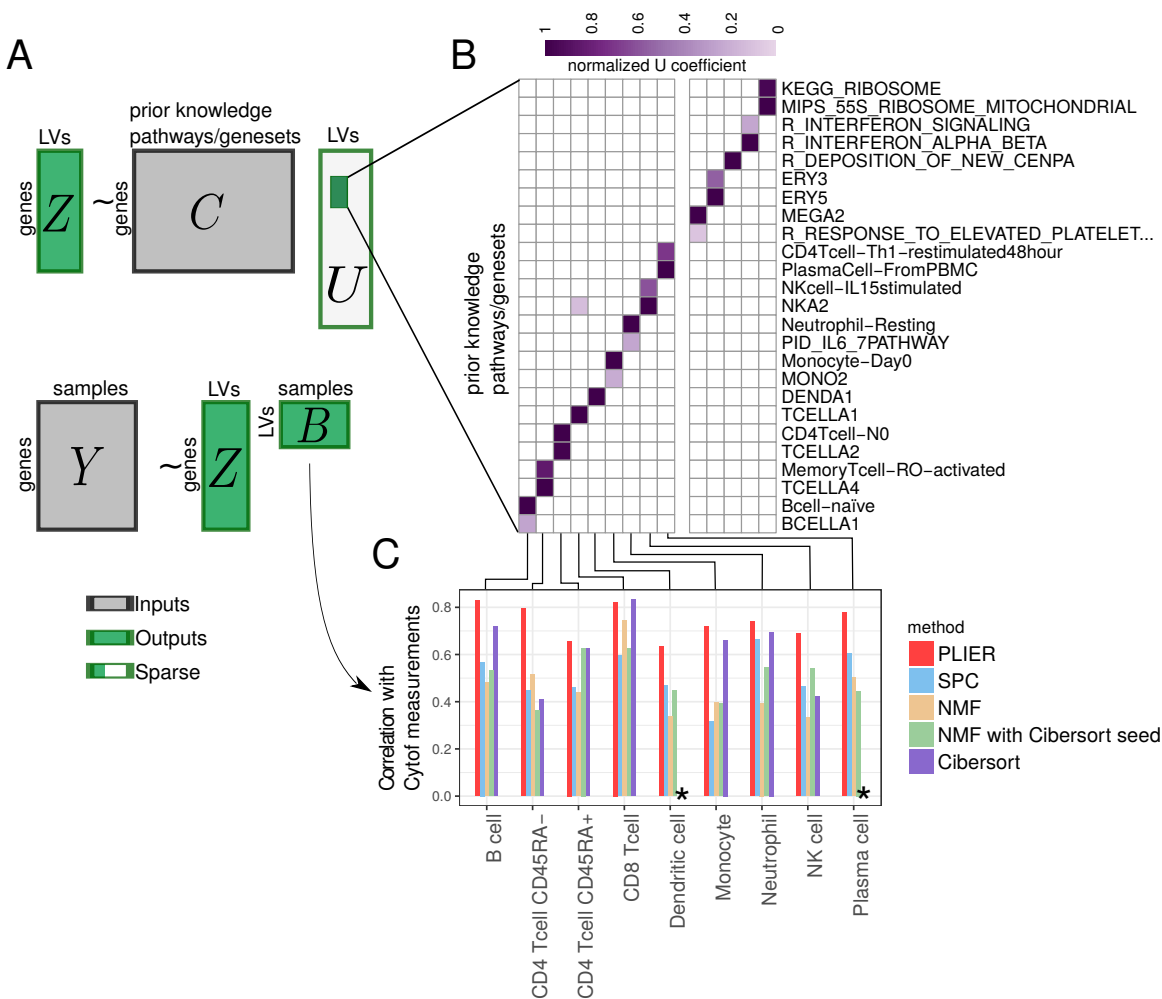 A
prior knowledge
pathways/genesets
LVs
LVs
genes
Z
~
genes
C
U
samples
LVs
samples
genes
Y
~
genes
Z
LVs
B
Inputs
Outputs
Sparse
B
1
0.8
0.6
0.4
0.2
0
normalized U coefficient
prior knowledge
pathways/genesets
KEGG_RIBOSOME
MIPS_55S_RIBOSOME_MITOCHONDRIAL
R_INTERFERON_SIGNALING
R_INTERFERON_ALPHA_BETA
R_DEPOSITION_OF_NEW_CENPA
ERY3
ERY5
MEGA2
R_RESPONSE_TO_ELEVATED_PLATELET...
CD4Tcell−Th1−restimulated48hour
PlasmaCell−FromPBMC
NKcell−IL15stimulated
NKA2
Neutrophil−Resting
PID_IL6_7PATHWAY
Monocyte−Day0
MONO2
DENDA1
TCELLA1
CD4Tcell−N0
TCELLA2
MemoryTcell−RO−activated
TCELLA4
Bcell−naïve
BCELLA1
C
Correlation with
Cytof measurements
0.8
0.6
0.4
0.2
0.0
*
*
B cell
CD4 Tcell CD45RA−
CD4 Tcell CD45RA+
CD8 Tcell
Dendritic cell
Monocyte
Neutrophil
NK cell
Plasma cell
method
PLIER
SPC
NMF
NMF with Cibersort seed
Cibersort